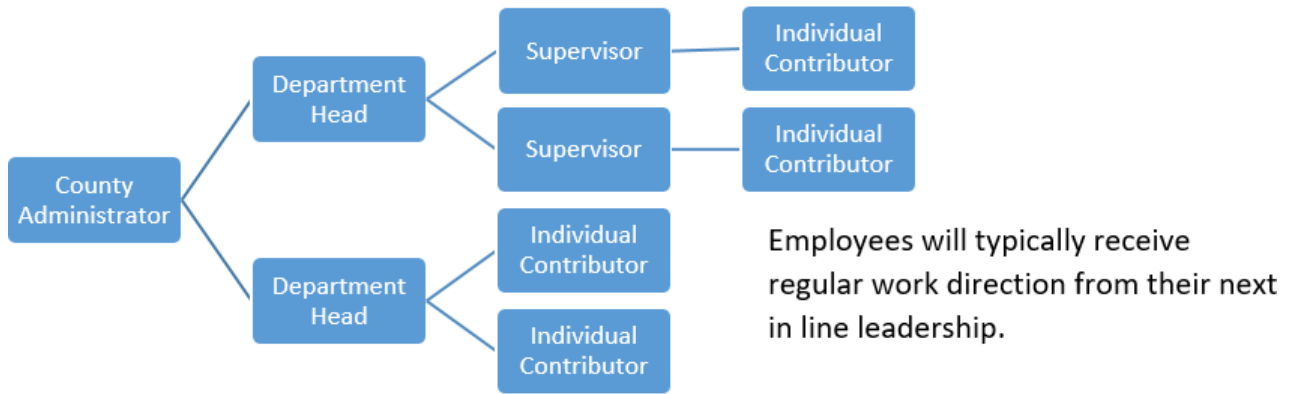 Supervisor
Individual
Contributor
Department
Head
Supervisor
Individual
Contributor
County
Administrator
Individual
Contributor
Employees will typically receive
regular work direction from their next
in line leadership.
Department
Head
Individual
Contributor